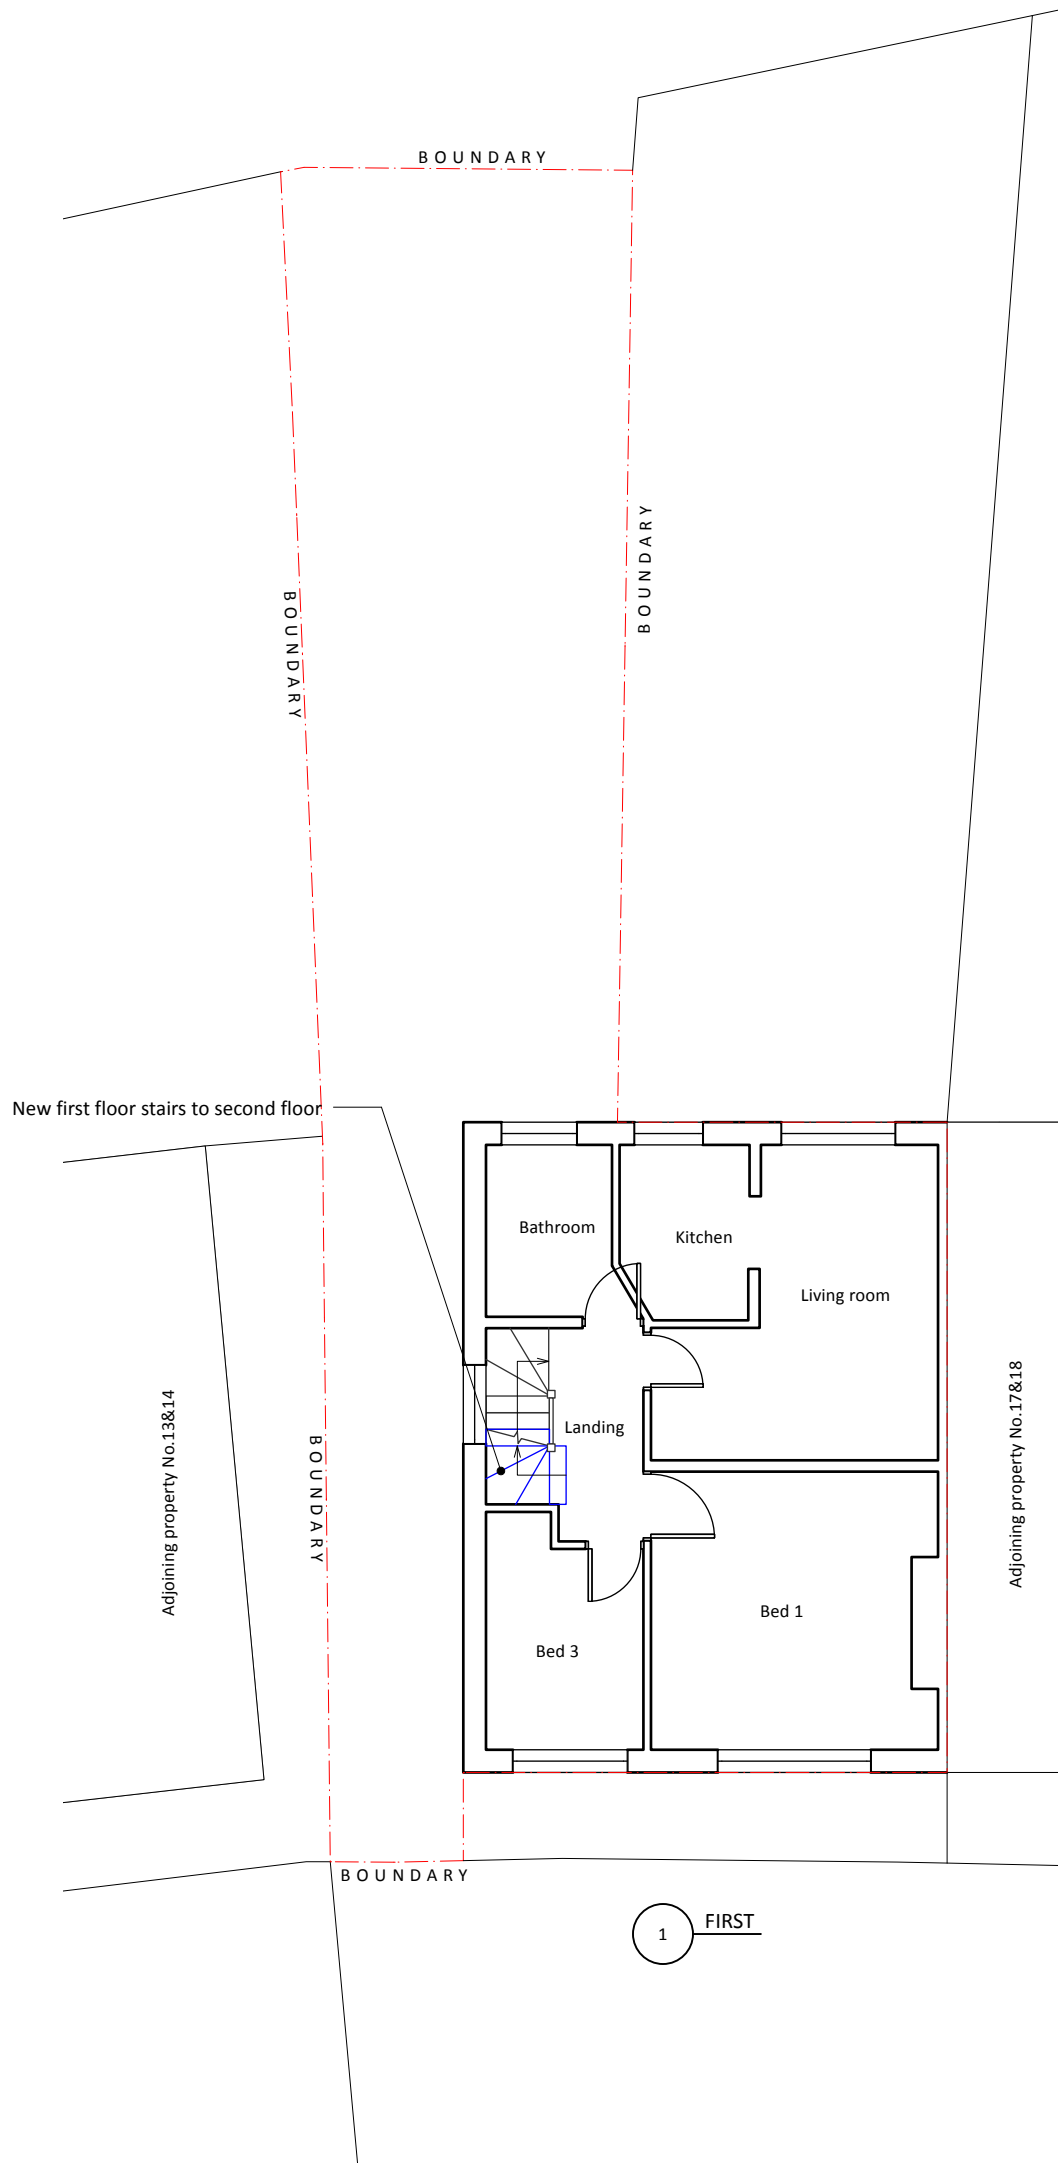 BOUNDARY
BOUNDARY
BOUNDARY
New first floor stairs to second floor
Bathroom
Kitchen
Living room
Landing
Adjoining property No.13&14
BOUNDARY
Adjoining property No.17&18
Bed 1
Bed 3
BOUNDARY
1
FIRST